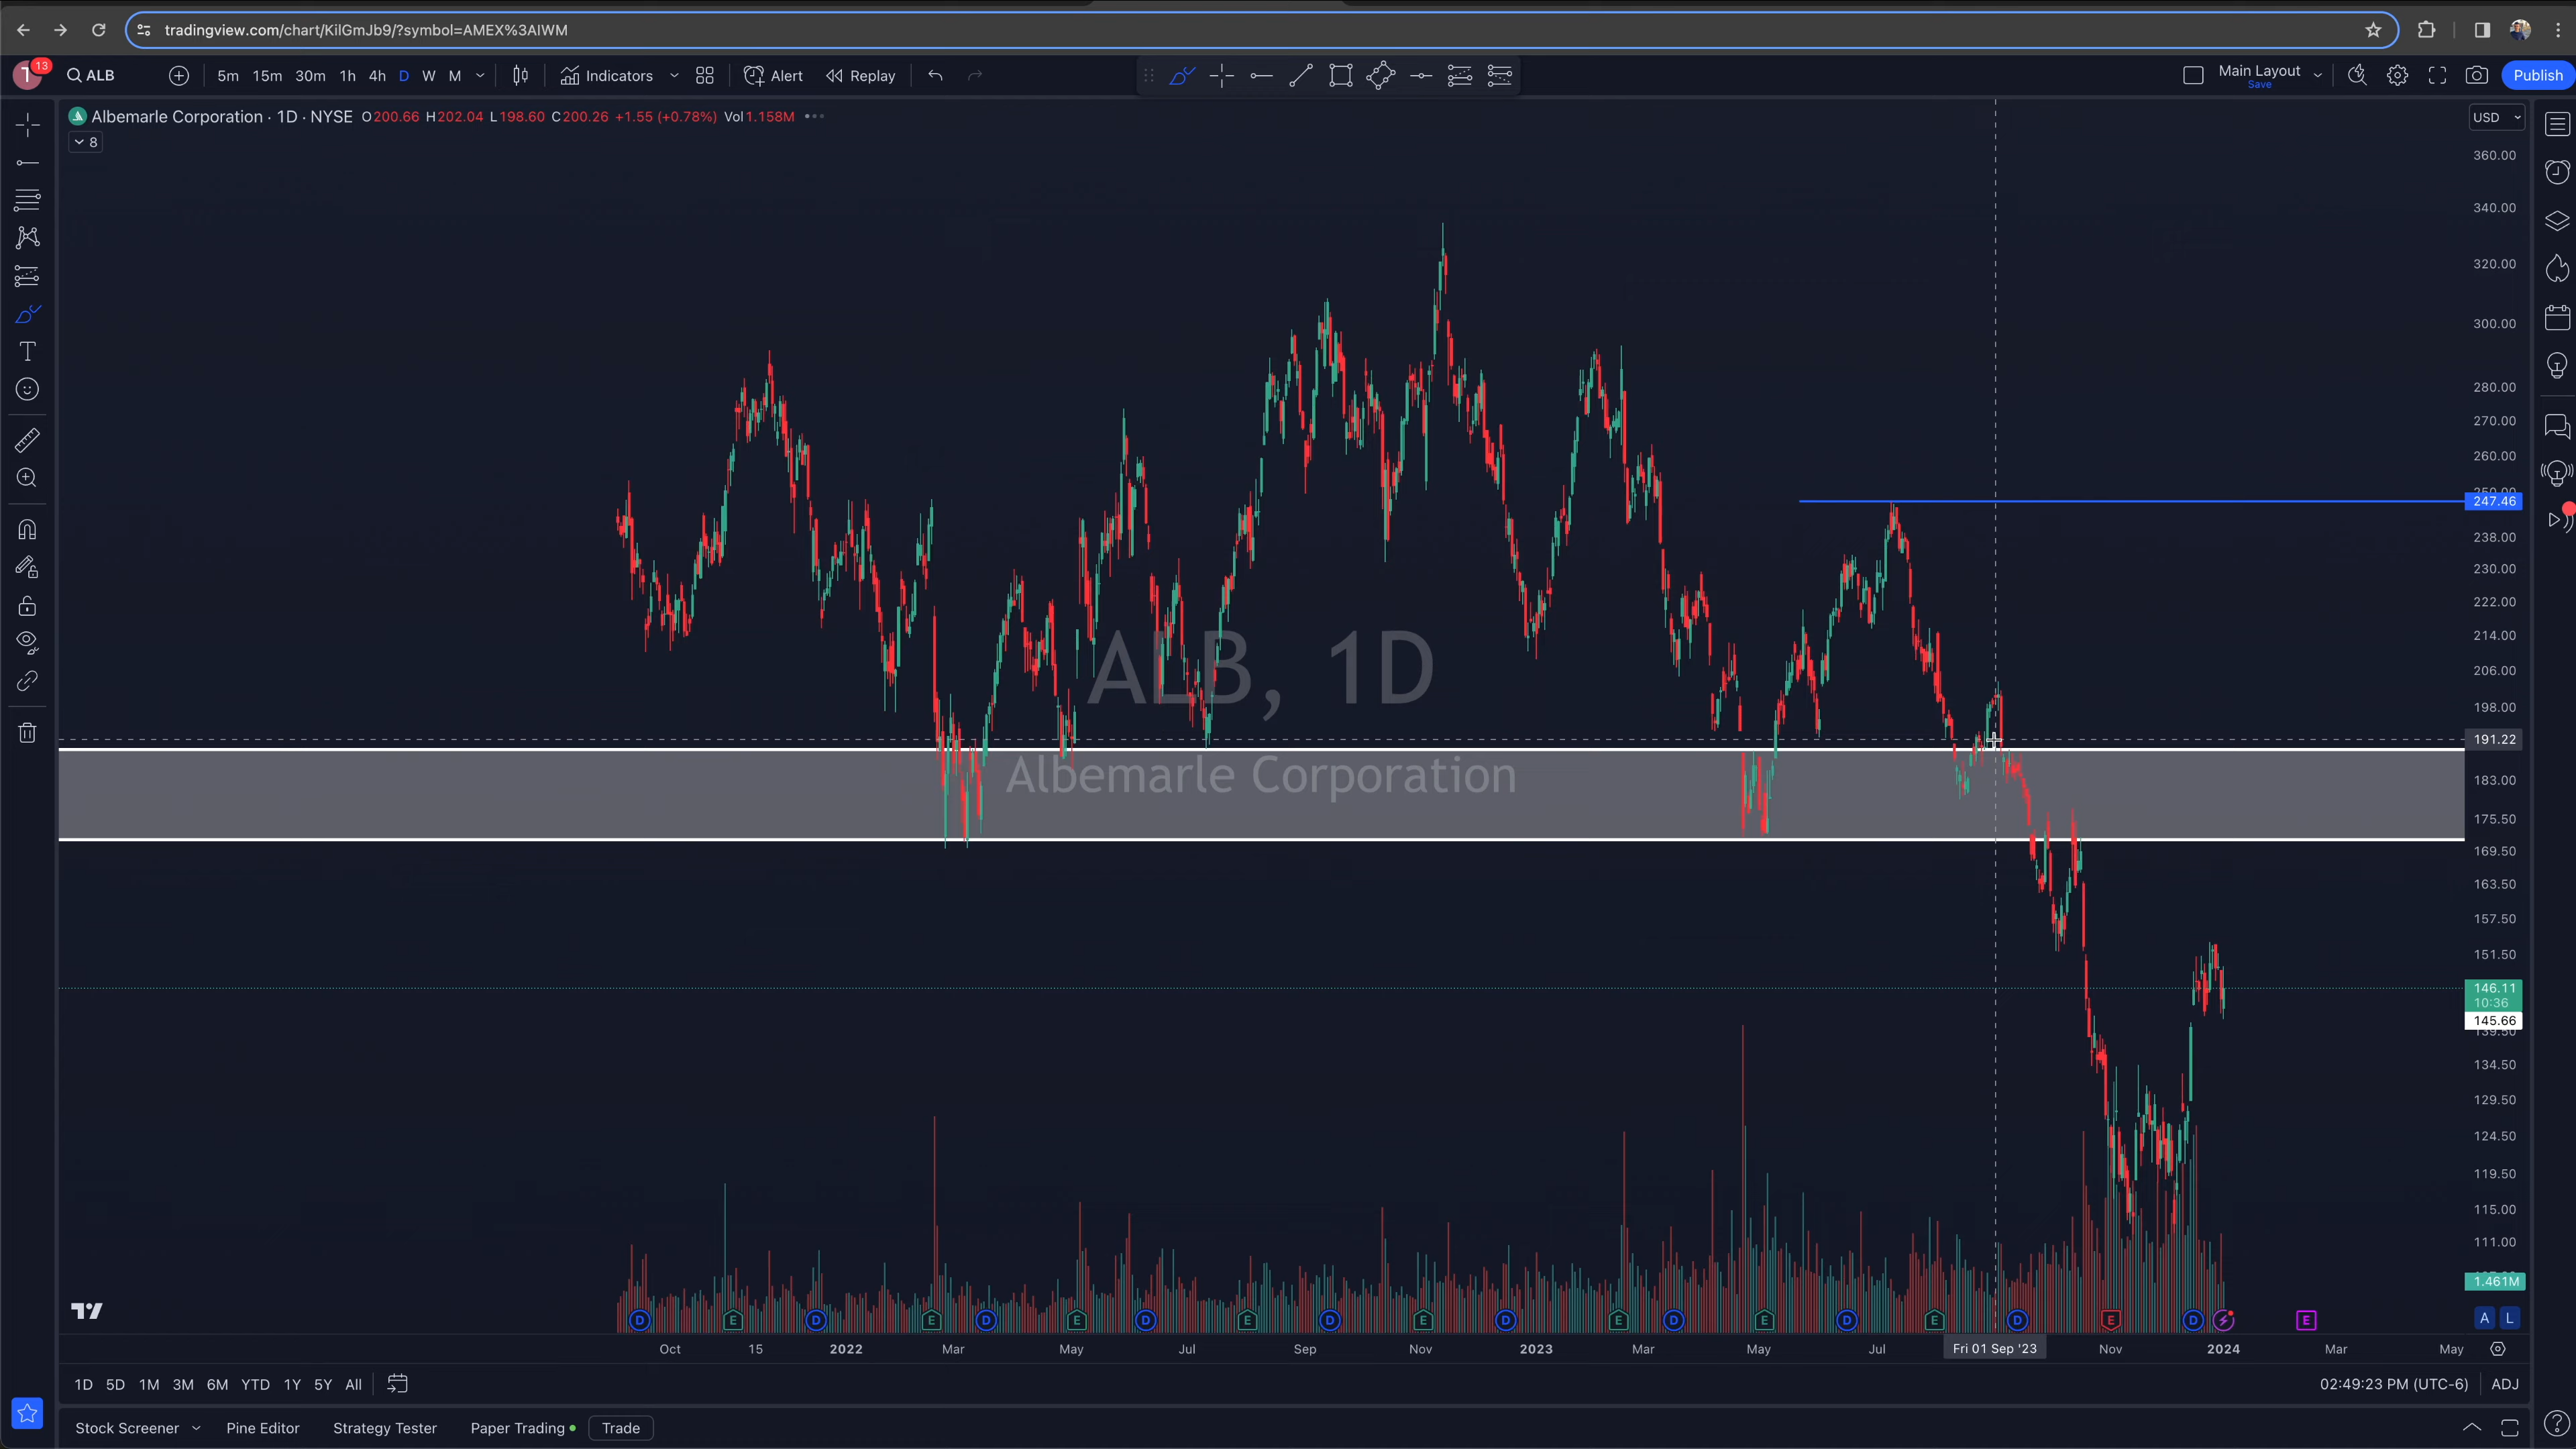 tradingview.com/chart/KilGmJb9/?symbol=AMEX%3AIWM
13
ALB 5m 15m 30m 1h 4h D W M Indicators Alert Replay Main Layout Save Publish
Albemarle Corporation · 1D · NYSE O200.66 H202.04 L198.60 C200.26 +1.55 (+0.78%) Vol1.158M
8
USD
360.00
340.00
320.00
300.00
280.00
270.00
260.00
247.46
238.00
230.00
222.00
214.00
206.00
198.00
191.22
183.00
175.50
169.50
163.50
157.50
151.50
146.11
10:36
145.66
134.50
129.50
124.50
119.50
115.00
111.00
1.461M
ALB, 1D
Albemarle Corporation
D E D E D E D E D E D E D E D E D E D E
A L
Oct 15 2022 Mar May Jul Sep Nov 2023 Mar May Jul Fri 01 Sep '23 Nov 2024 Mar May
1D 5D 1M 3M 6M YTD 1Y 5Y All 02:49:23 PM (UTC-6) ADJ
Stock Screener Pine Editor Strategy Tester Paper Trading Trade